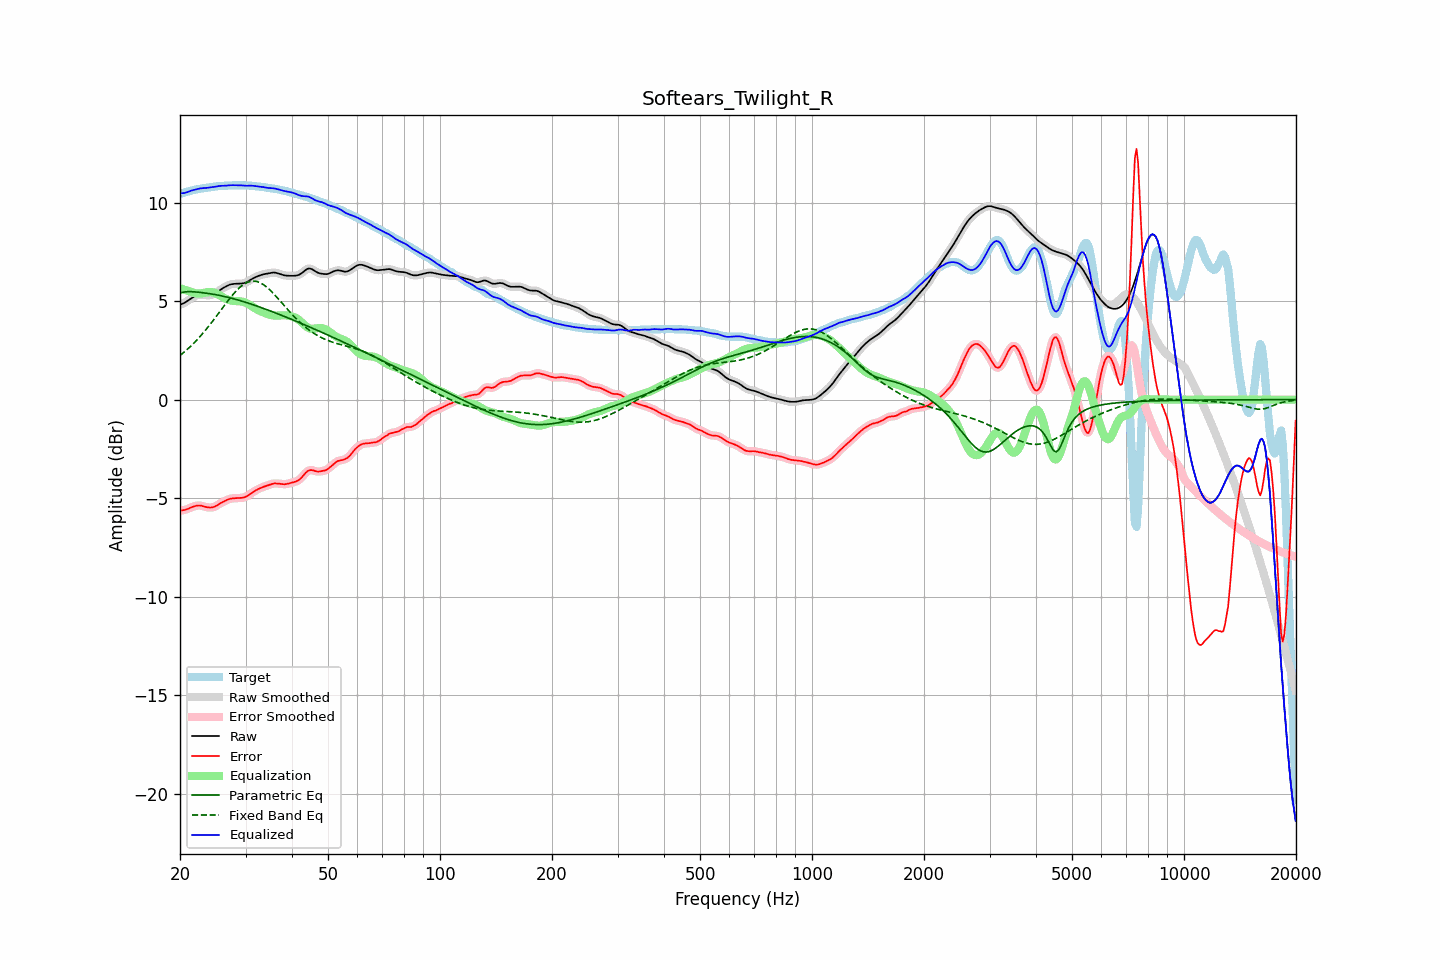 Softears_Twilight_R
Amplitude (dBr)
10
5
0
−5
−10
−15
−20
Target
Raw Smoothed
Error Smoothed
Raw
Error
Equalization
Parametric Eq
Fixed Band Eq
Equalized
20 50 100 200 500 1000 2000 5000 10000 20000
Frequency (Hz)